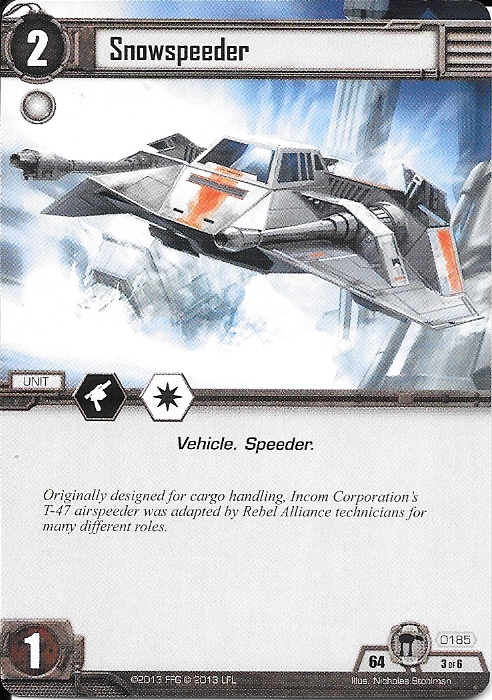 2 Snowspeeder
UNIT
Vehicle. Speeder.
Originally designed for cargo handling, Incom Corporation's
T-47 airspeeder was adapted by Rebel Alliance technicians for
many different roles.
1
64
0185
3 OF 6
©2013 FFG © 2013 LFL
Illus. Nicholas Stohlman